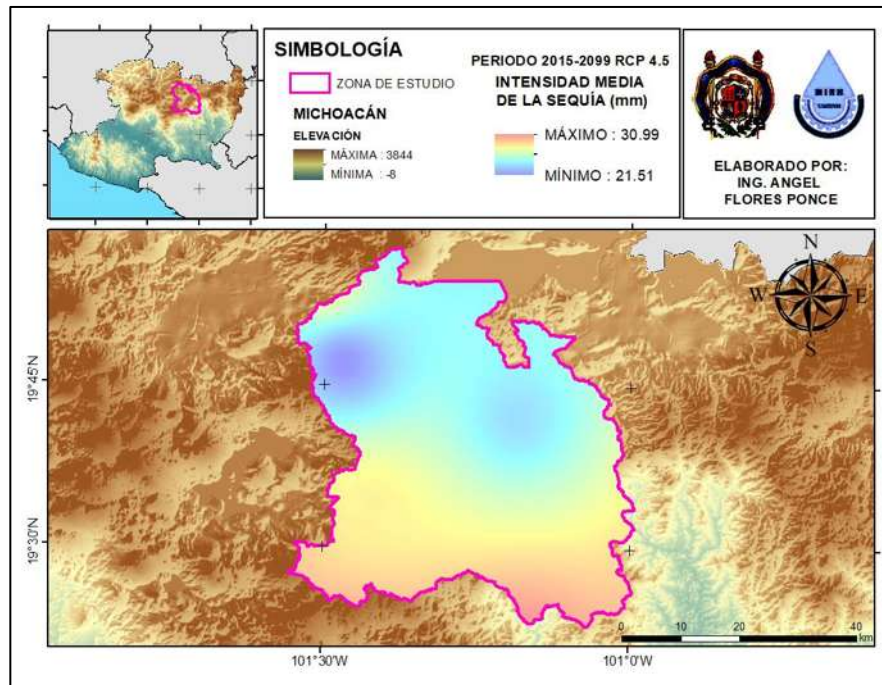 SIMBOLOGÍA
ZONA DE ESTUDIO
MICHOACÁN
ELEVACIÓN
MÁXIMA : 3844
MÍNIMA : -8
PERIODO 2015-2099 RCP 4.5
INTENSIDAD MEDIA
DE LA SEQUÍA (mm)
MÁXIMO : 30.99
MÍNIMO : 21.51
ELABORADO POR:
ING. ANGEL
FLORES PONCE
N
W
E
S
19°45'N
19°30'N
0
10
20
40
km
101°30'W
101°0'W